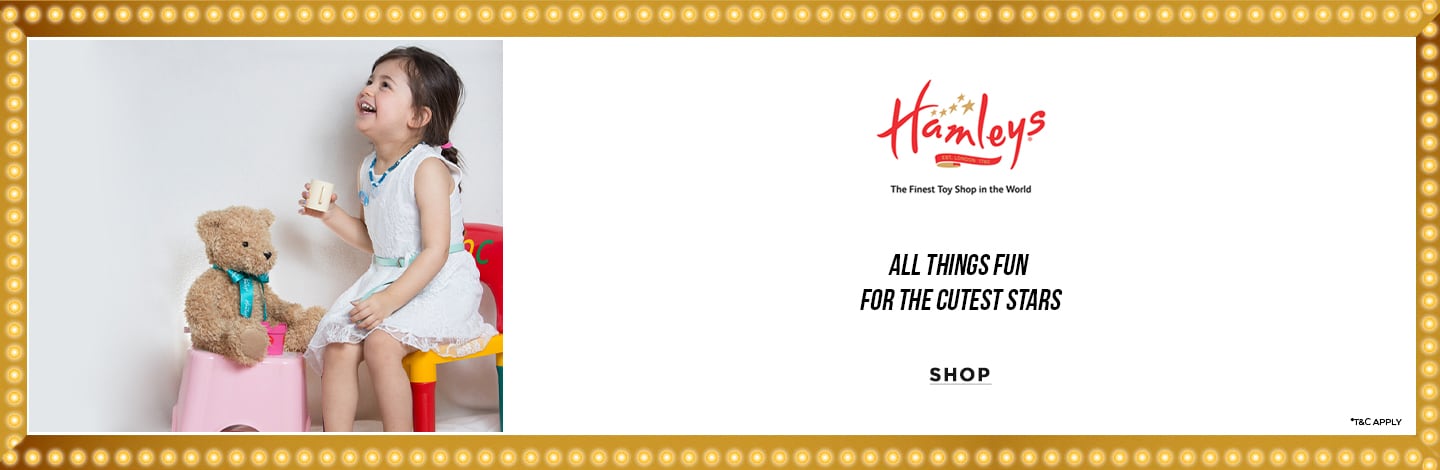 Hamleys
EST. LONDON 1760
The Finest Toy Shop in the World
ALL THINGS FUN
FOR THE CUTEST STARS
SHOP
*T&C APPLY